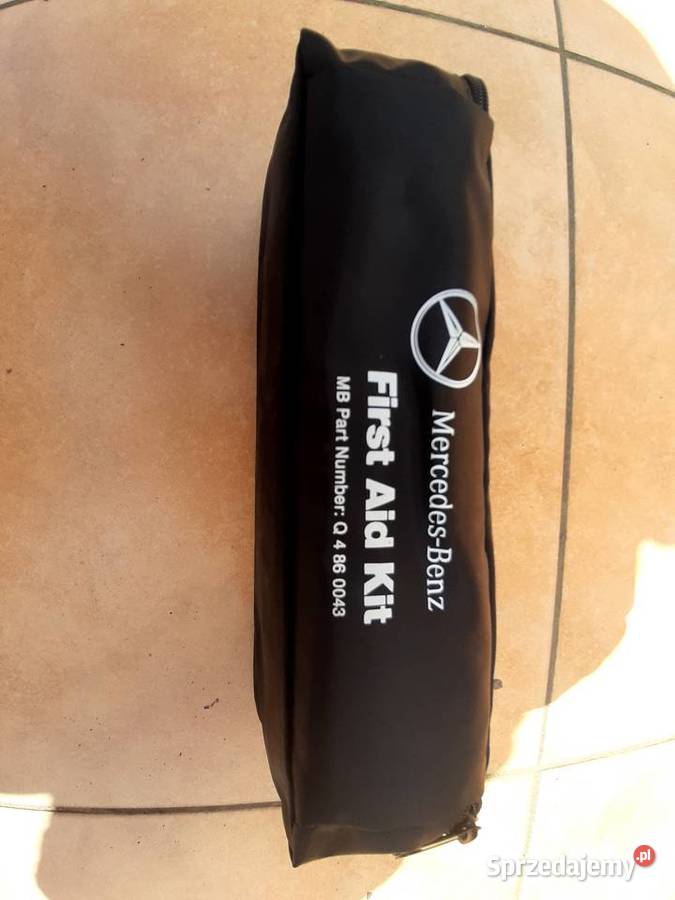 Mercedes-Benz
First Aid Kit
MB Part Number: Q 4 86 0043
Sprzedajemy.pl